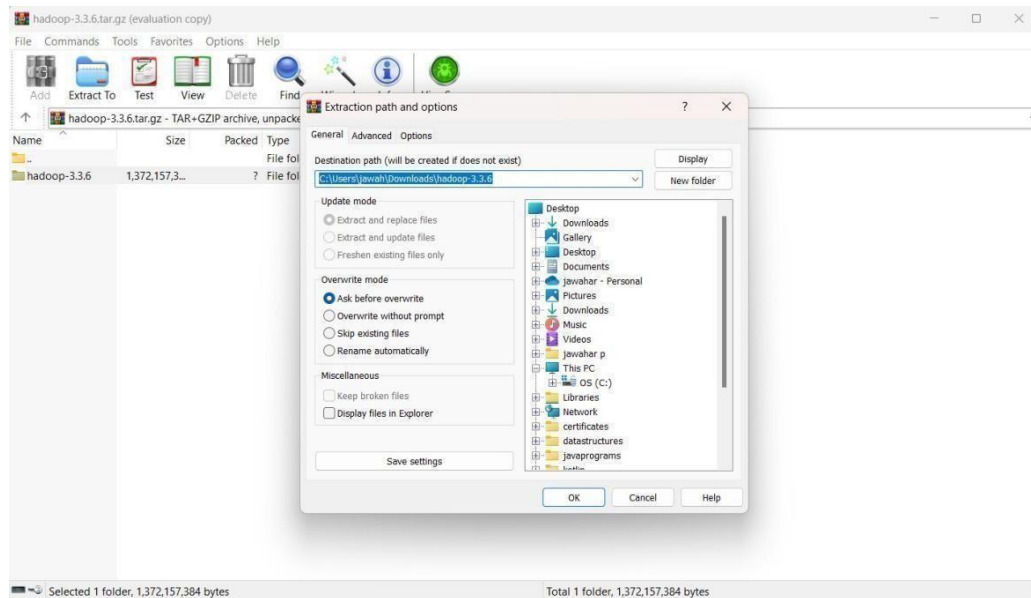 hadoop-3.3.6.tar.gz (evaluation copy)
File Commands Tools Favorites Options Help
Add Extract To Test View Delete Find
hadoop-3.3.6.tar.gz - TAR+GZIP archive, unpacke
Name Size Packed Type
..
File fol
hadoop-3.3.6 1,372,157,3... ? File fol
Extraction path and options ?
General Advanced Options
Destination path (will be created if does not exist)
Display
C:\Users\jawah\Downloads\hadoop-3.3.6
New folder
Update mode
Extract and replace files
Extract and update files
Freshen existing files only
Overwrite mode
Ask before overwrite
Overwrite without prompt
Skip existing files
Rename automatically
Miscellaneous
Keep broken files
Display files in Explorer
Save settings
Desktop
Downloads
Gallery
Desktop
Documents
jawahar - Personal
Pictures
Downloads
Music
Videos
jawahar p
This PC
OS (C:)
Libraries
Network
certificates
datastructures
javaprograms
OK Cancel Help
Selected 1 folder, 1,372,157,384 bytes
Total 1 folder, 1,372,157,384 bytes